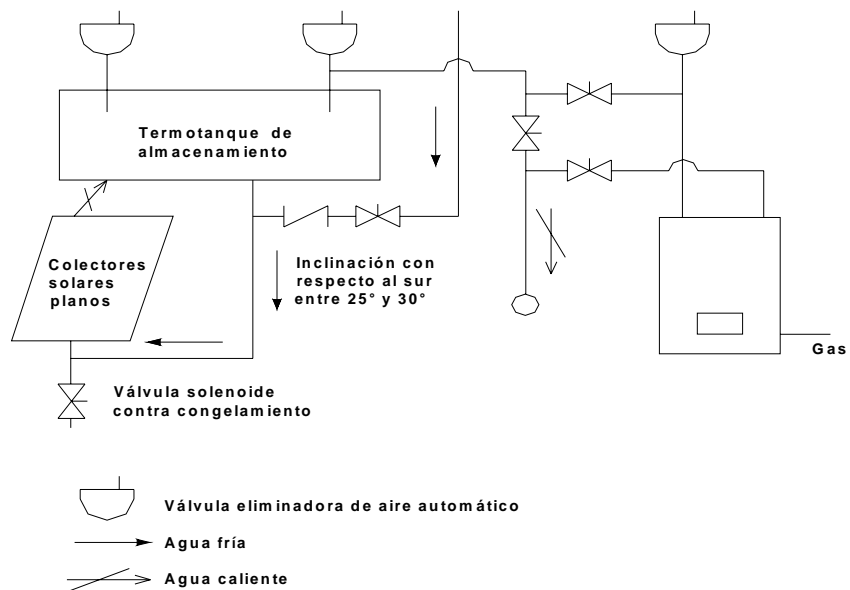 Termotanque de
almacenamiento
Colectores
solares
planos
Inclinación con
respecto al sur
entre 25° y 30°
Gas
Válvula solenoide
contra congelamiento
Válvula eliminadora de aire automático
Agua fría
Agua caliente